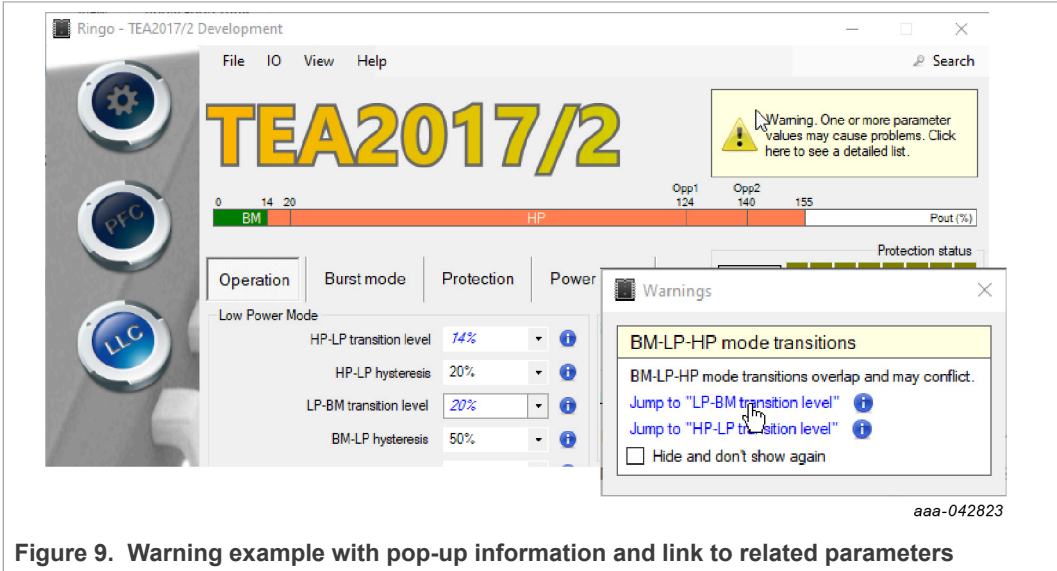 Ringo - TEA2017/2 Development
File IO View Help
Search
TEA2017/2
Warning. One or more parameter
values may cause problems. Click
here to see a detailed list.
Opp1 Opp2
0 14 20 124 140 155
BM HP Pout (%)
PFC
LLC
Protection status
Operation Burst mode Protection Power
Low Power Mode
HP-LP transition level 14%
HP-LP hysteresis 20%
LP-BM transition level 20%
BM-LP hysteresis 50%
Warnings
BM-LP-HP mode transitions
BM-LP-HP mode transitions overlap and may conflict.
Jump to "LP-BM transition level"
Jump to "HP-LP transition level"
Hide and don't show again
aaa-042823
Figure 9. Warning example with pop-up information and link to related parameters